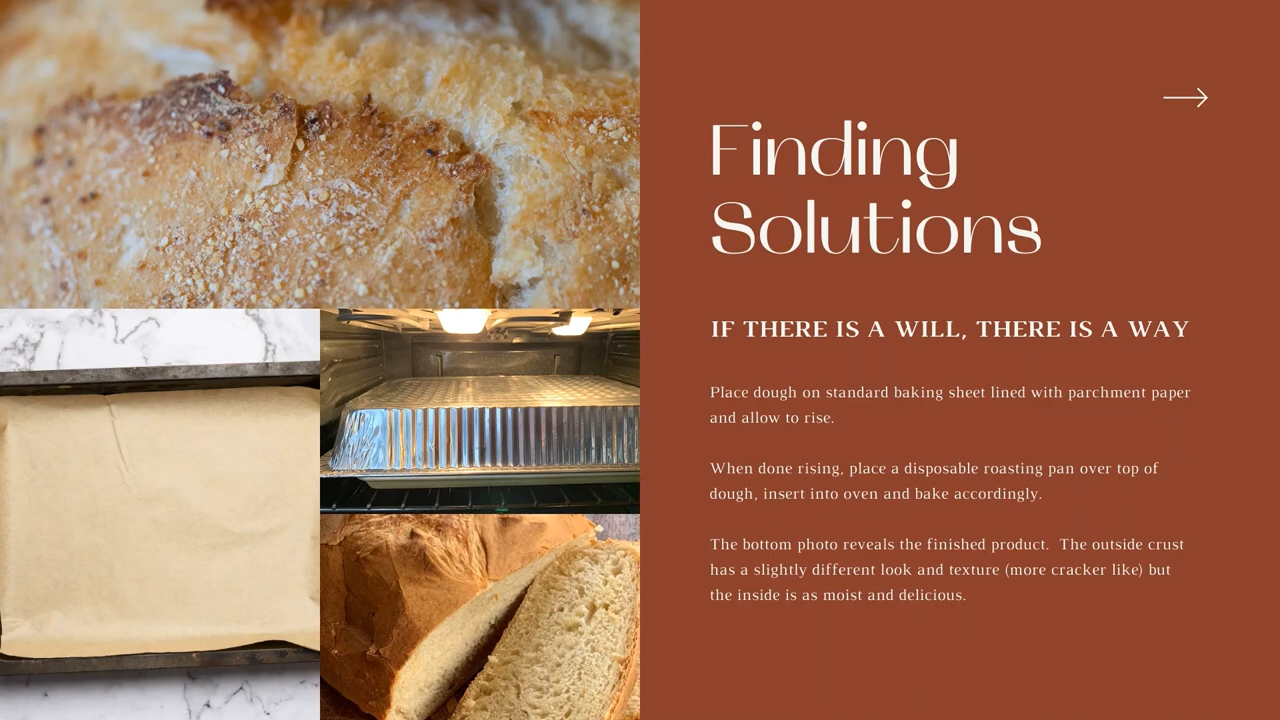 Finding
Solutions
IF THERE IS A WILL, THERE IS A WAY
Place dough on standard baking sheet lined with parchment paper
and allow to rise.
When done rising, place a disposable roasting pan over top of
dough, insert into oven and bake accordingly.
The bottom photo reveals the finished product.  The outside crust
has a slightly different look and texture (more cracker like) but
the inside is as moist and delicious.